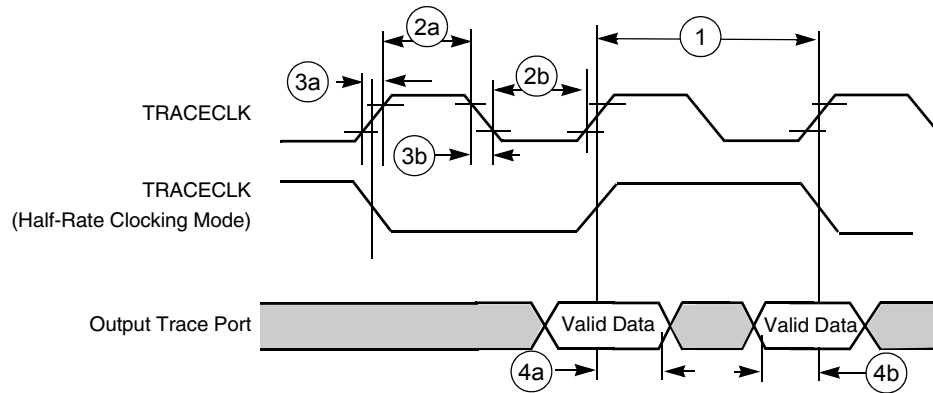 2a
1
3a
2b
TRACECLK
3b
TRACECLK
(Half-Rate Clocking Mode)
Output Trace Port
Valid Data
Valid Data
4a
4b